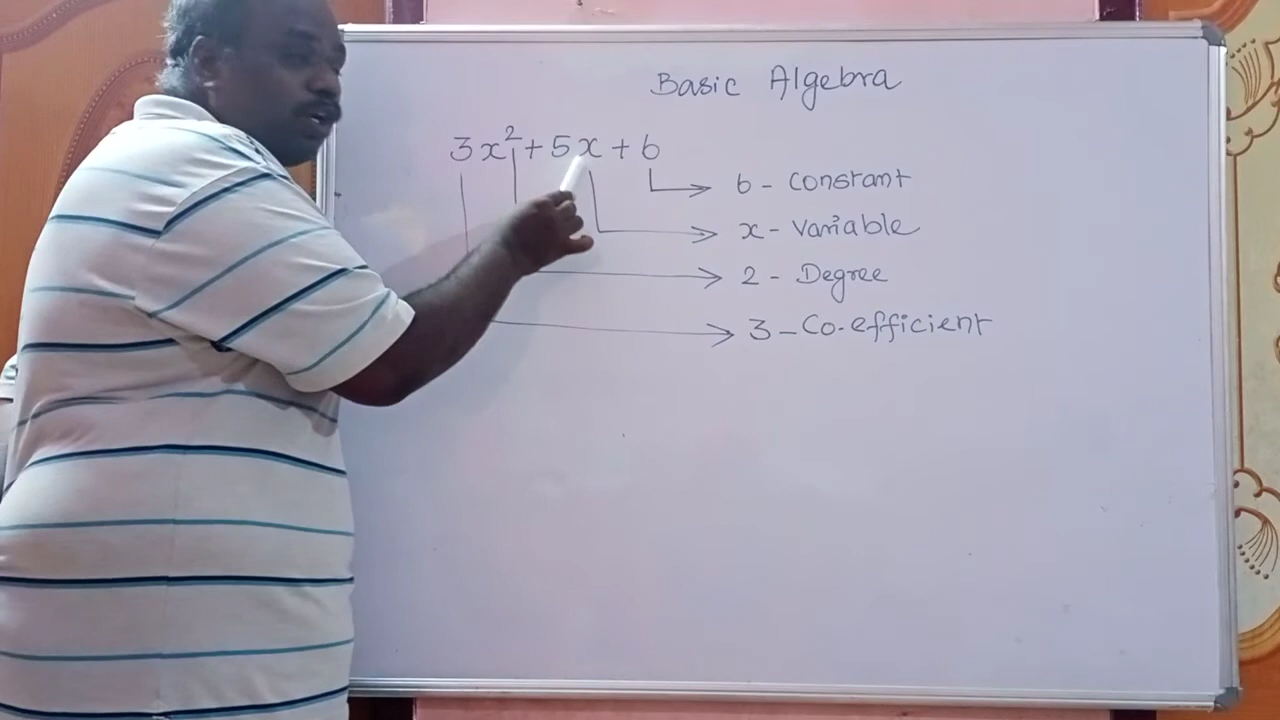 Basic Algebra
3x² + 5x + 6
6 - Constant
x - Variable
2 - Degree
3 - Co-efficient